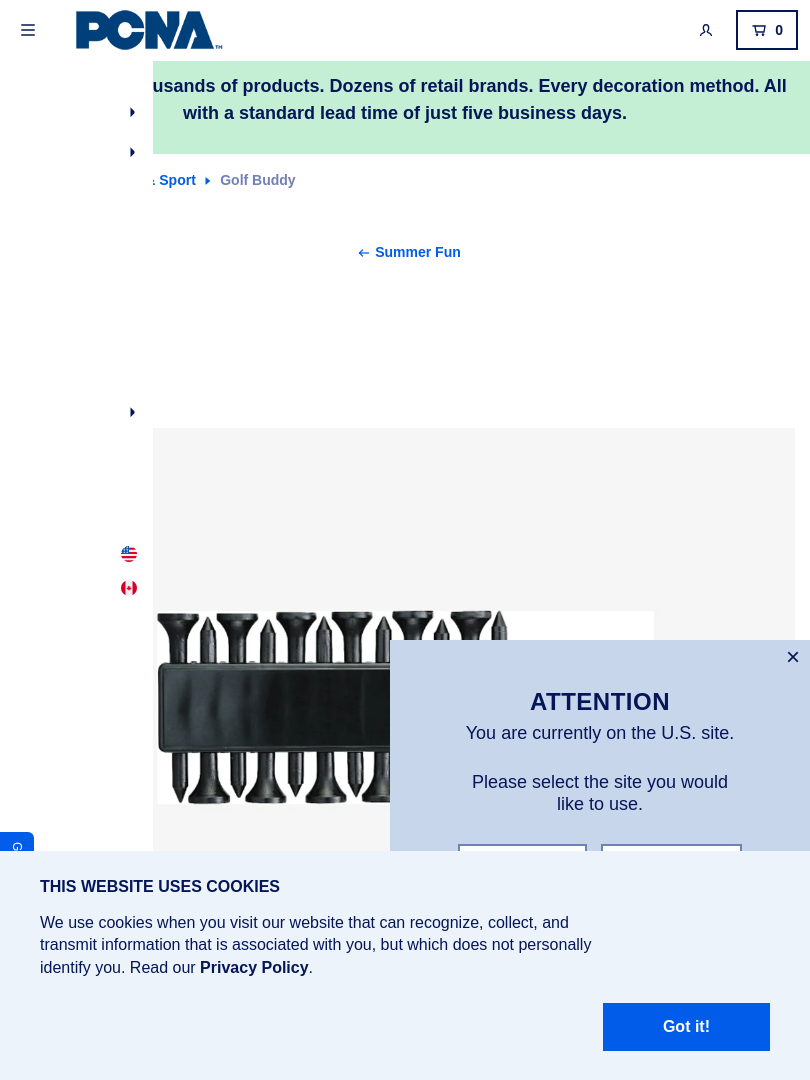 PCNA™
0
usands of products. Dozens of retail brands. Every decoration method. All
with a standard lead time of just five business days.
& Sport
Golf Buddy
Summer Fun
ATTENTION
You are currently on the U.S. site.
Please select the site you would
like to use.
G
THIS WEBSITE USES COOKIES
We use cookies when you visit our website that can recognize, collect, and
transmit information that is associated with you, but which does not personally
identify you. Read our Privacy Policy.
Got it!